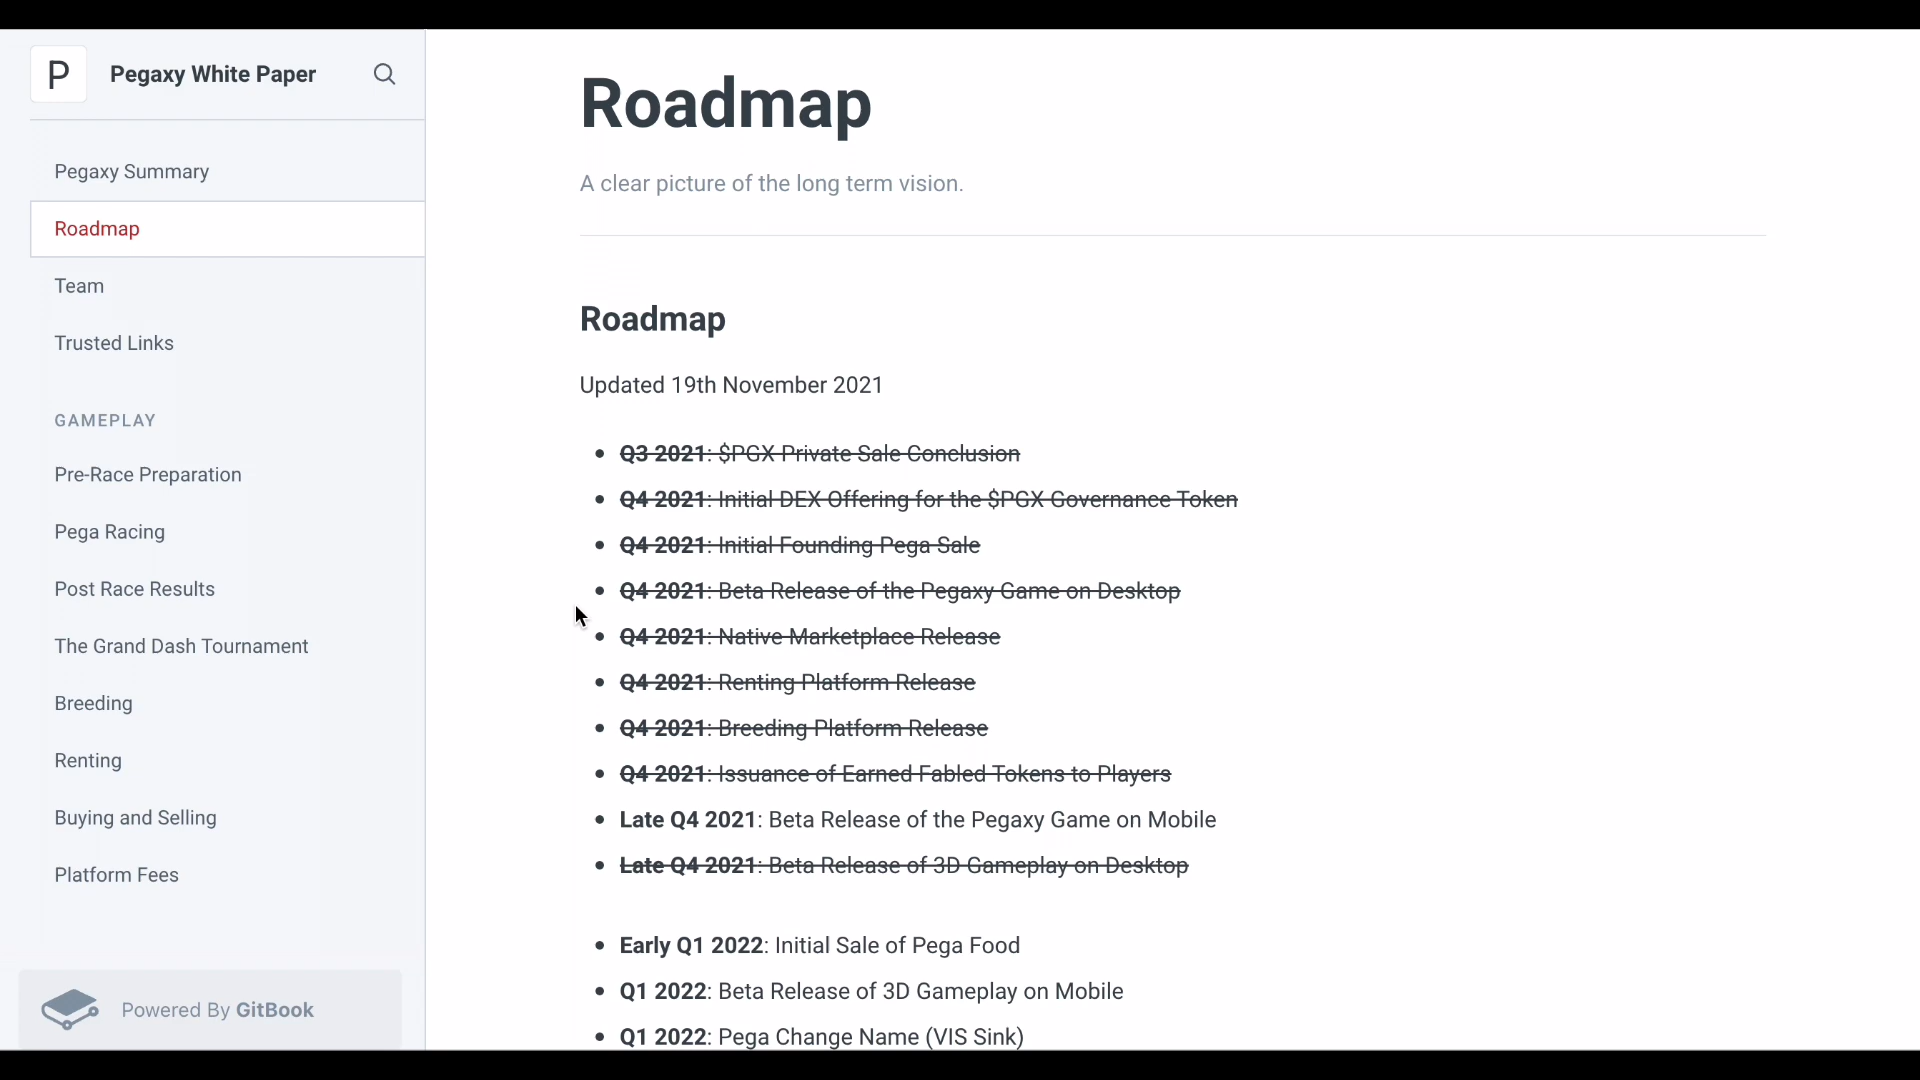 P
Pegaxy White Paper
Pegaxy Summary
Roadmap
Team
Trusted Links
GAMEPLAY
Pre-Race Preparation
Pega Racing
Post Race Results
The Grand Dash Tournament
Breeding
Renting
Buying and Selling
Platform Fees
Powered By GitBook
Roadmap
A clear picture of the long term vision.
Roadmap
Updated 19th November 2021
Q3 2021: $PGX Private Sale Conclusion
Q4 2021: Initial DEX Offering for the $PGX Governance Token
Q4 2021: Initial Founding Pega Sale
Q4 2021: Beta Release of the Pegaxy Game on Desktop
Q4 2021: Native Marketplace Release
Q4 2021: Renting Platform Release
Q4 2021: Breeding Platform Release
Q4 2021: Issuance of Earned Fabled Tokens to Players
Late Q4 2021: Beta Release of the Pegaxy Game on Mobile
Late Q4 2021: Beta Release of 3D Gameplay on Desktop
Early Q1 2022: Initial Sale of Pega Food
Q1 2022: Beta Release of 3D Gameplay on Mobile
Q1 2022: Pega Change Name (VIS Sink)